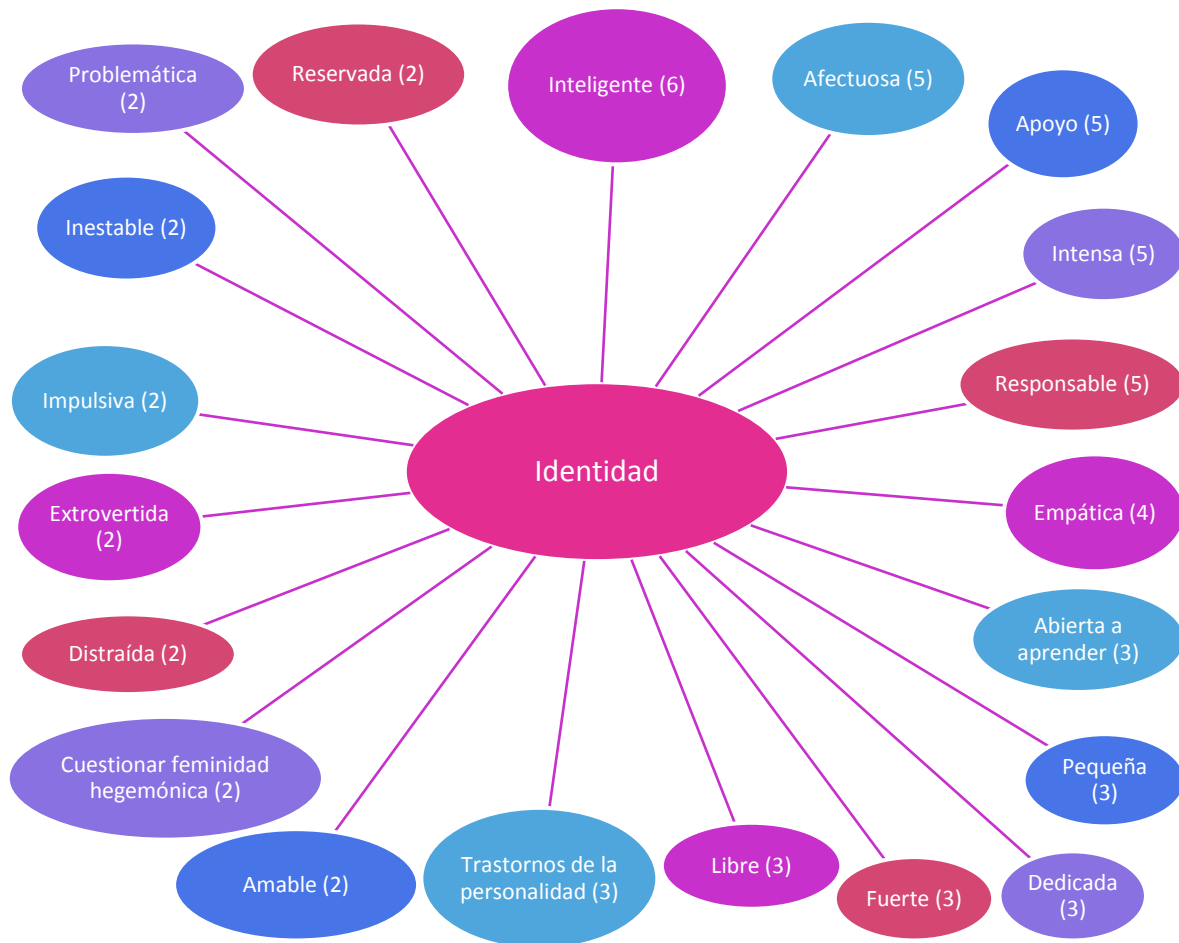 Problemática
(2)
Reservada (2)
Inteligente (6)
Afectuosa (5)
Apoyo (5)
Inestable (2)
Intensa (5)
Impulsiva (2)
Responsable (5)
Identidad
Extrovertida
(2)
Empática (4)
Distraída (2)
Abierta a
aprender (3)
Cuestionar feminidad
hegemónica (2)
Pequeña
(3)
Amable (2)
Trastornos de la
personalidad (3)
Libre (3)
Fuerte (3)
Dedicada
(3)